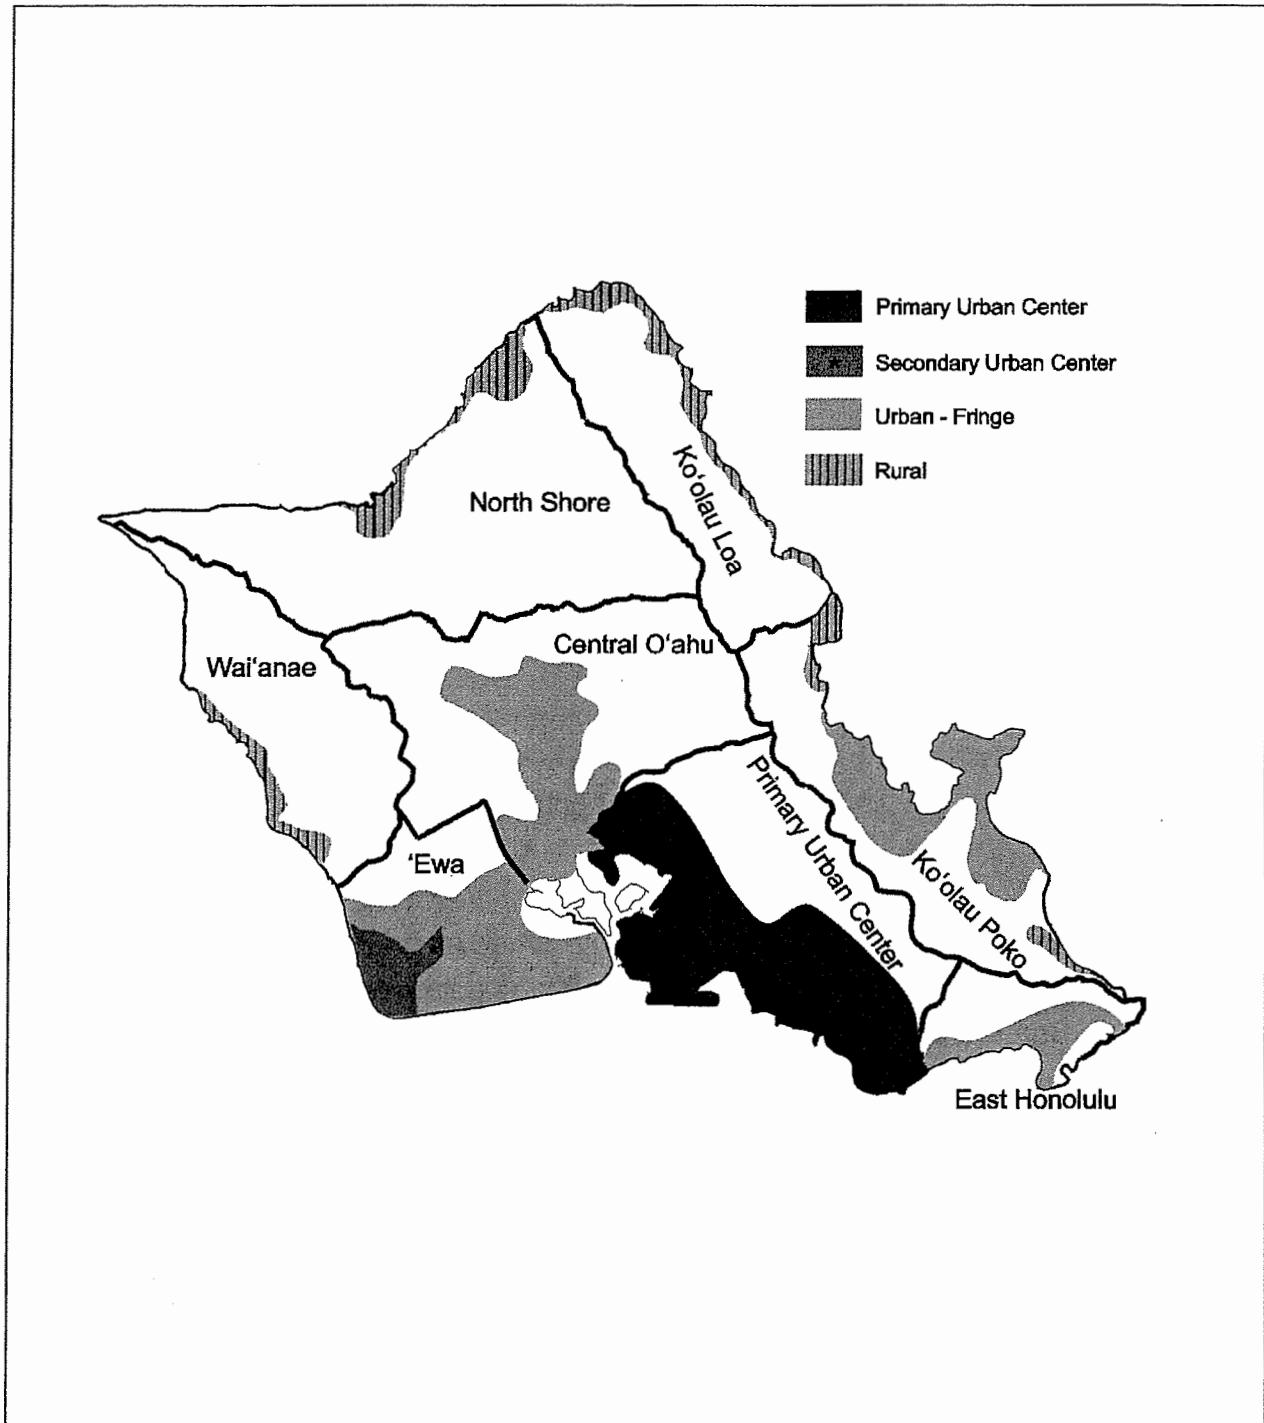 Primary Urban Center
Secondary Urban Center
Urban - Fringe
Rural
North Shore
Ko‘olau Loa
Central O‘ahu
Wai‘anae
Primary Urban Center
‘Ewa
Ko‘olau Poko
East Honolulu